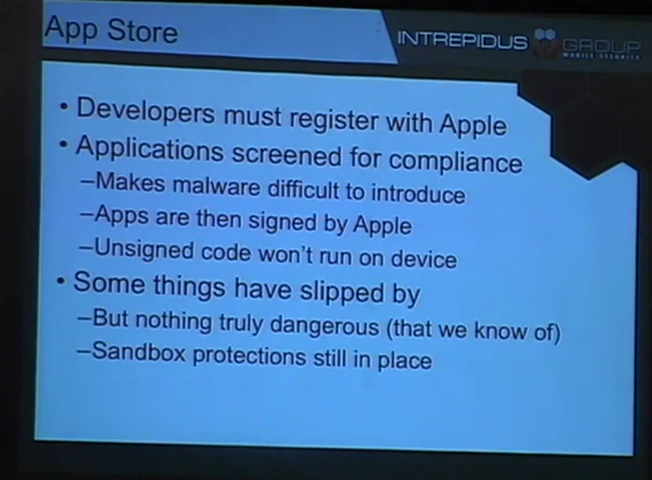 App Store
INTREPIDUS GROUP
MOBILE SECURITY
• Developers must register with Apple
• Applications screened for compliance
–Makes malware difficult to introduce
–Apps are then signed by Apple
–Unsigned code won't run on device
• Some things have slipped by
–But nothing truly dangerous (that we know of)
–Sandbox protections still in place